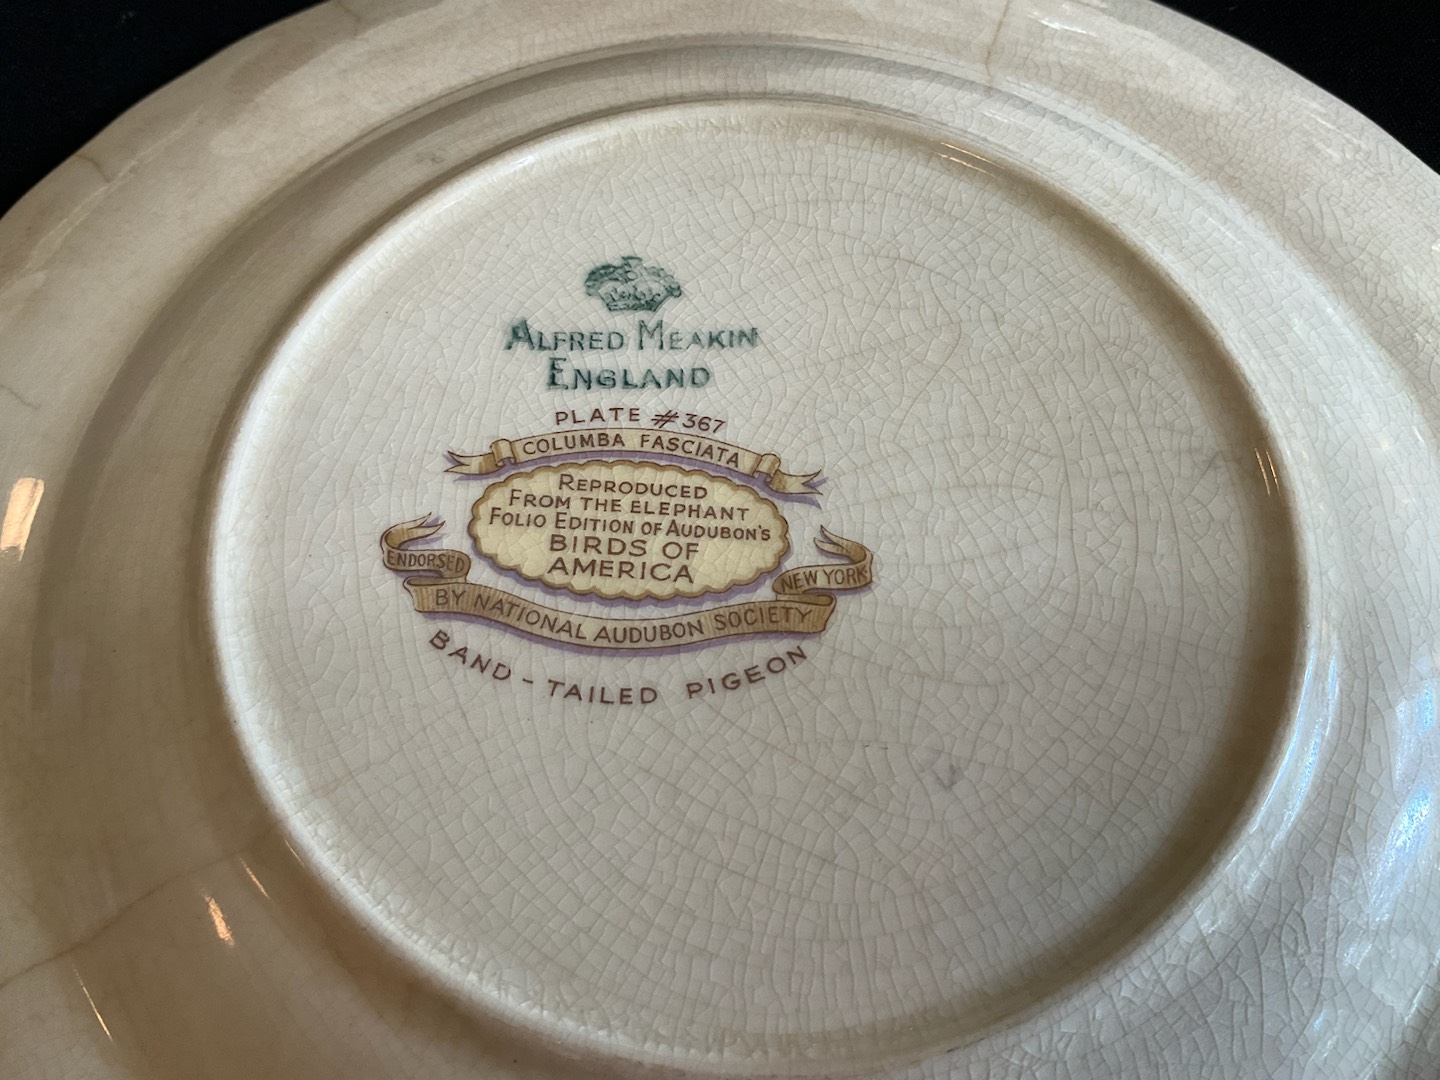 ALFRED MEAKIN
ENGLAND
PLATE #367
COLUMBA FASCIATA
REPRODUCED
FROM THE ELEPHANT
FOLIO EDITION OF AUDUBON'S
BIRDS OF
AMERICA
ENDORSED
BY NATIONAL AUDUBON SOCIETY
NEW YORK
BAND-TAILED PIGEON